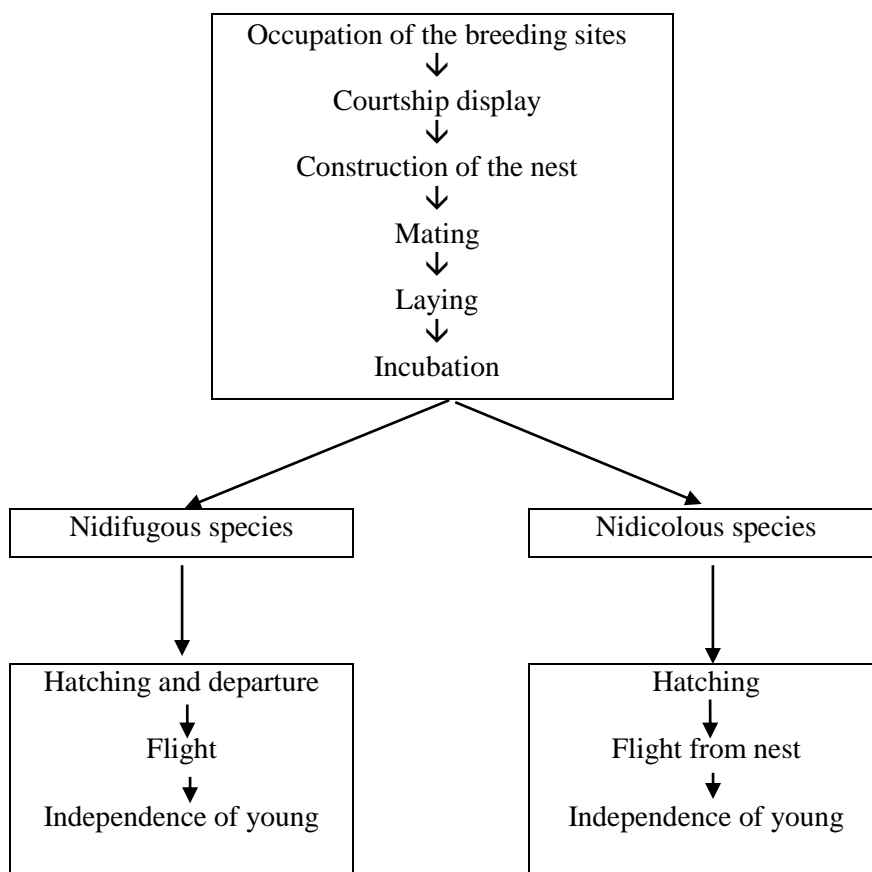 Occupation of the breeding sites
Courtship display
Construction of the nest
Mating
Laying
Incubation
Nidifugous species
Nidicolous species
Hatching and departure
Flight
Independence of young
Hatching
Flight from nest
Independence of young